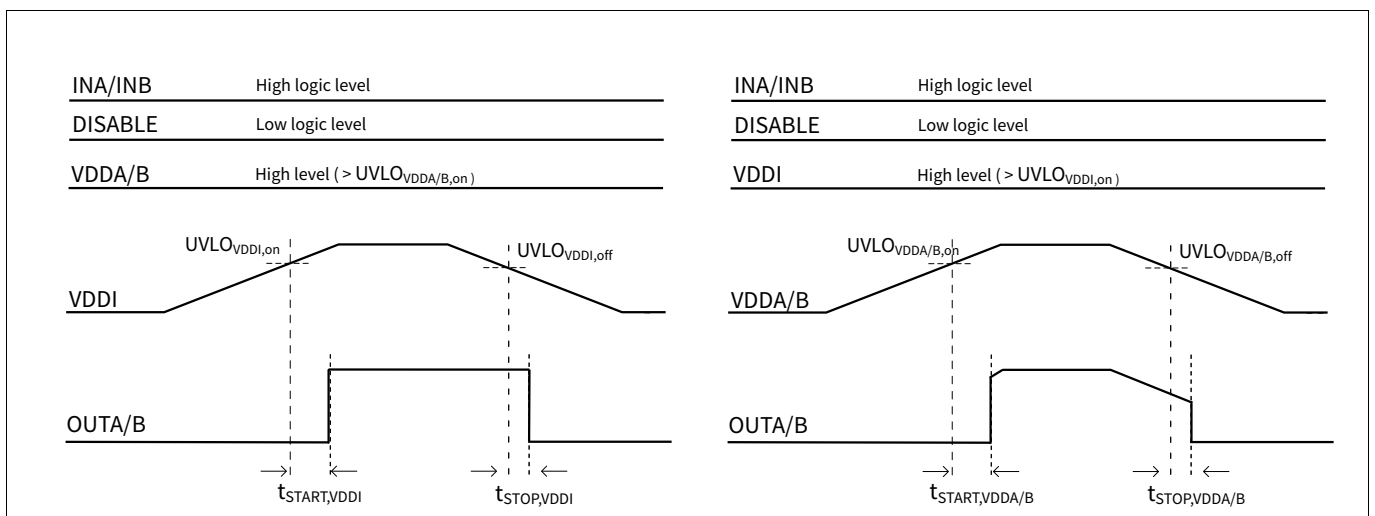 INA/INB High logic level
DISABLE Low logic level
VDDA/B High level ( > UVLOVDDA/B,on )
UVLOVDDI,on
UVLOVDDI,off
VDDI
OUTA/B
tSTART,VDDI
tSTOP,VDDI
INA/INB High logic level
DISABLE Low logic level
VDDI High level ( > UVLOVDDI,on )
UVLOVDDA/B,on
UVLOVDDA/B,off
VDDA/B
OUTA/B
tSTART,VDDA/B
tSTOP,VDDA/B